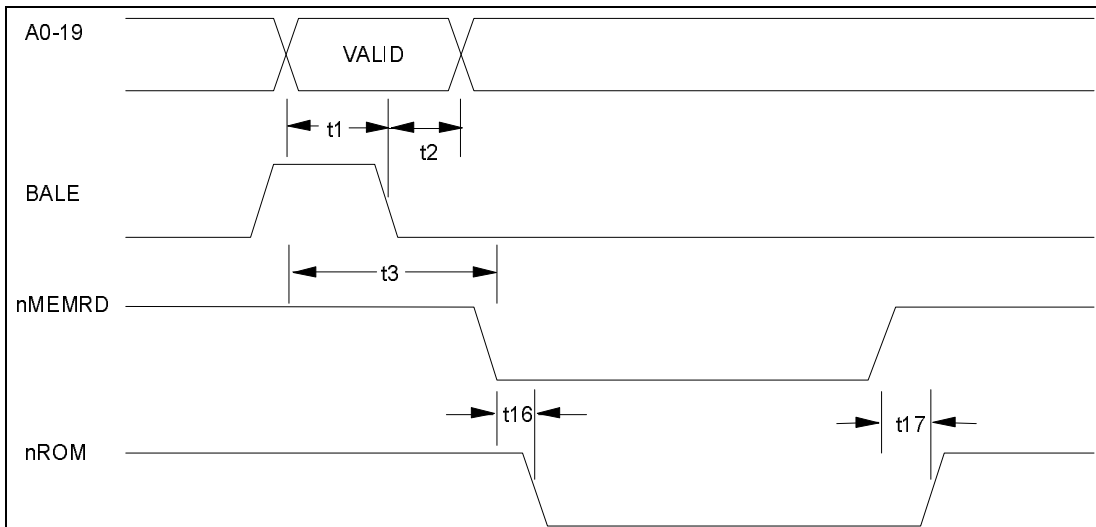 A0-19
VALID
t1
t2
BALE
t3
nMEMRD
t16
t17
nROM